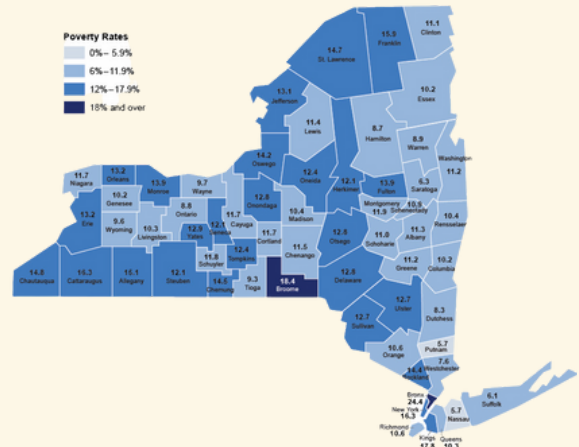 Poverty Rates
0%– 5.9%
6%–11.9%
12%–17.9%
18% and over
11.1
Clinton
15.5
Franklin
14.7
St. Lawrence
10.2
Essex
13.1
Jefferson
11.4
Lewis
8.7
Hamilton
8.9
Warren
Washington
11.2
14.2
Oswego
12.4
Oneida
12.1
Herkimer
13.9
Fulton
6.3
Saratoga
11.7
Niagara
13.2
Orleans
13.9
Monroe
9.7
Wayne
10.2
Genesee
8.8
Ontario
12.8
Onondaga
10.4
Madison
Montgomery
11.9
10.9
Schenectady
13.2
Erie
9.6
Wyoming
10.3
Livingston
12.9
Yates
12.1
Seneca
11.7
Cayuga
11.7
Cortland
11.5
Chenango
12.8
Otsego
11.0
Schoharie
11.3
Albany
10.4
Rensselaer
14.8
Chautauqua
16.3
Cattaraugus
15.1
Allegany
12.1
Steuben
11.8
Schuyler
12.4
Tompkins
14.5
Chemung
9.3
Tioga
18.4
Broome
12.8
Delaware
11.2
Greene
10.2
Columbia
12.7
Sullivan
12.7
Ulster
8.3
Dutchess
10.6
Orange
5.7
Putnam
14.4
Rockland
7.6
Westchester
Bronx
24.4
New York
16.3
Richmond
10.6
Kings
17.8
Queens
10.3
5.7
Nassau
6.1
Suffolk